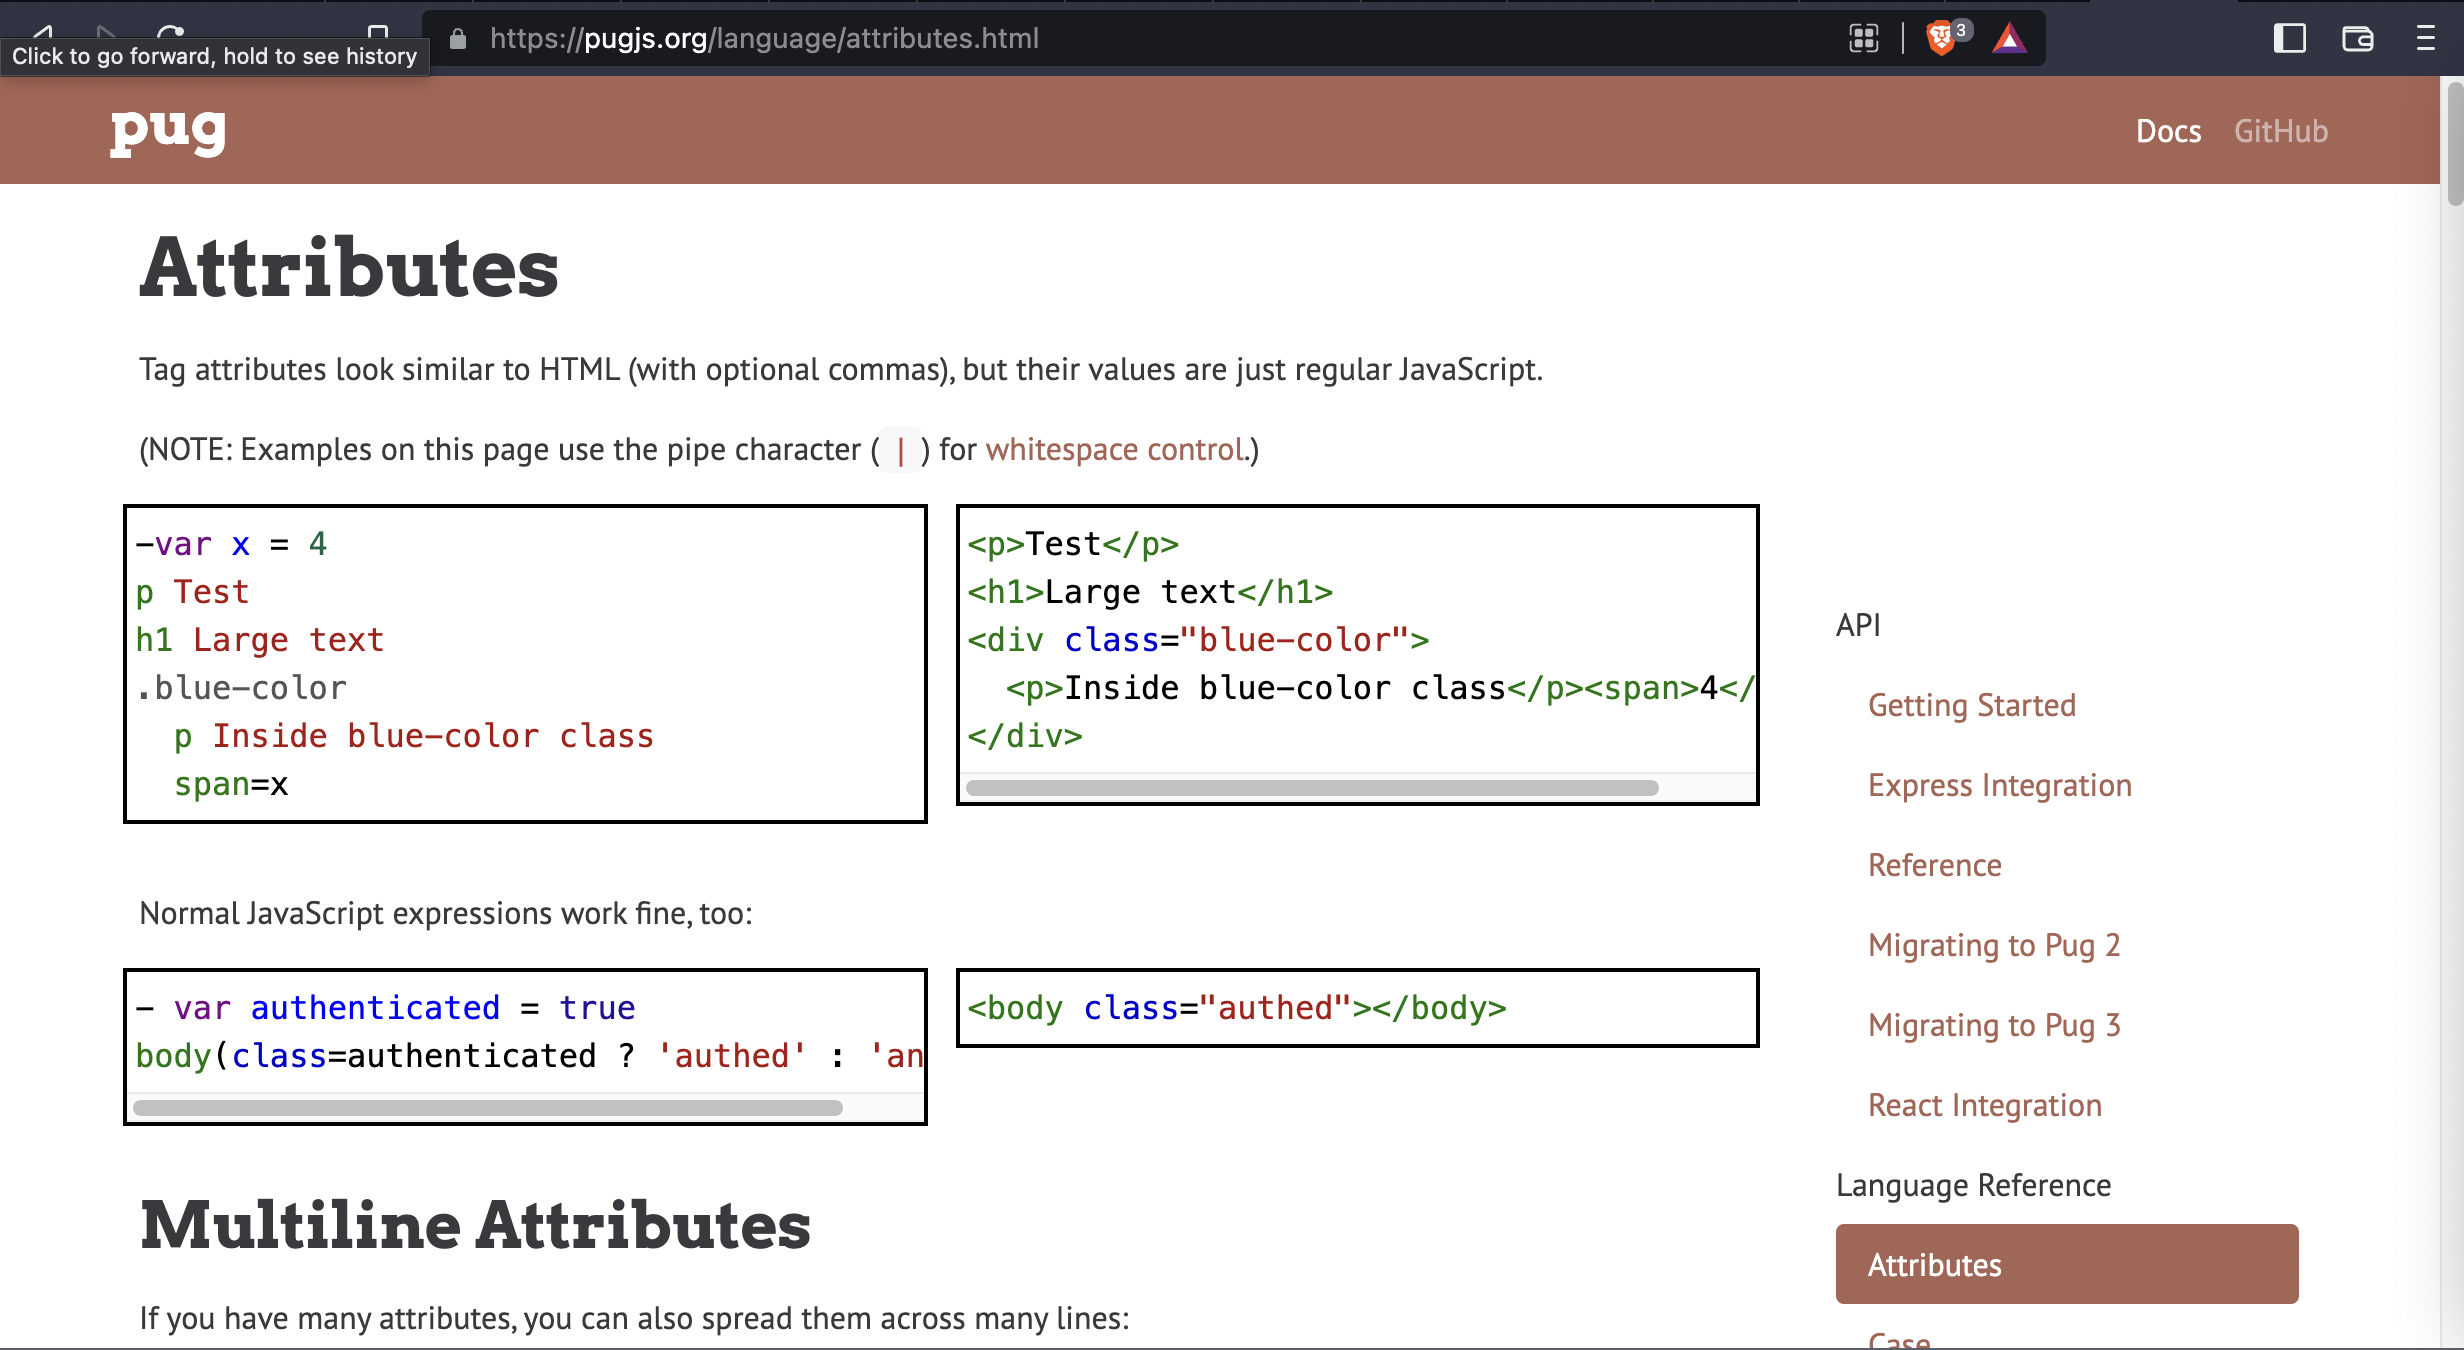 https://pugjs.org/language/attributes.html
3
Click to go forward, hold to see history
pug
Docs
GitHub
Attributes
Tag attributes look similar to HTML (with optional commas), but their values are just regular JavaScript.
(NOTE: Examples on this page use the pipe character ( | ) for whitespace control.)
-var x = 4
p Test
h1 Large text
.blue-color
  p Inside blue-color class
  span=x
<p>Test</p>
<h1>Large text</h1>
<div class="blue-color">
  <p>Inside blue-color class</p><span>4</
</div>
Normal JavaScript expressions work fine, too:
- var authenticated = true
body(class=authenticated ? 'authed' : 'an
<body class="authed"></body>
Multiline Attributes
If you have many attributes, you can also spread them across many lines:
API
Getting Started
Express Integration
Reference
Migrating to Pug 2
Migrating to Pug 3
React Integration
Language Reference
Attributes
Case